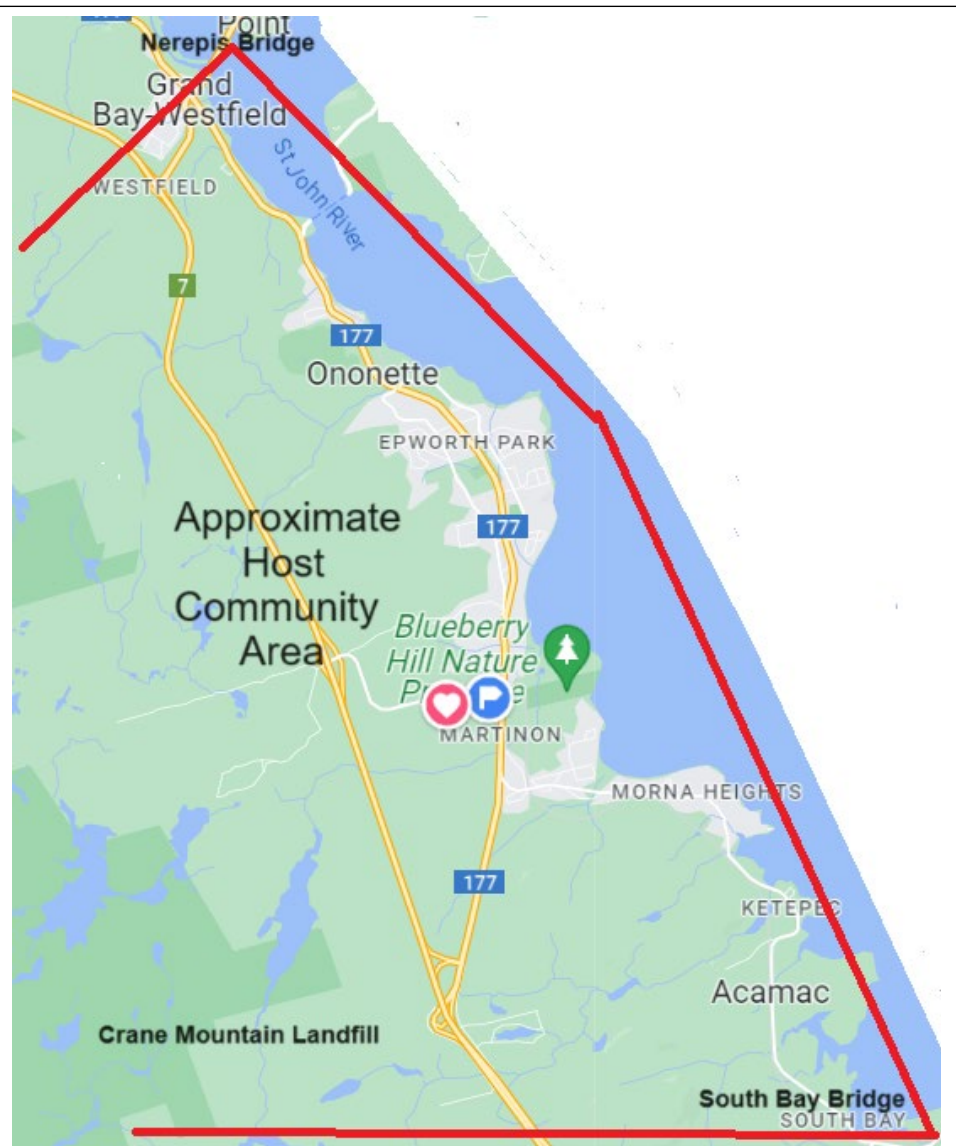 Point
Nerepis Bridge
Grand
Bay-Westfield
WESTFIELD
St John River
7
177
Ononette
EPWORTH PARK
177
Approximate
Host
Community
Area
Blueberry
Hill Nature
MARTINON
MORNA HEIGHTS
177
KETEPEC
Acamac
Crane Mountain Landfill
South Bay Bridge
SOUTH BAY